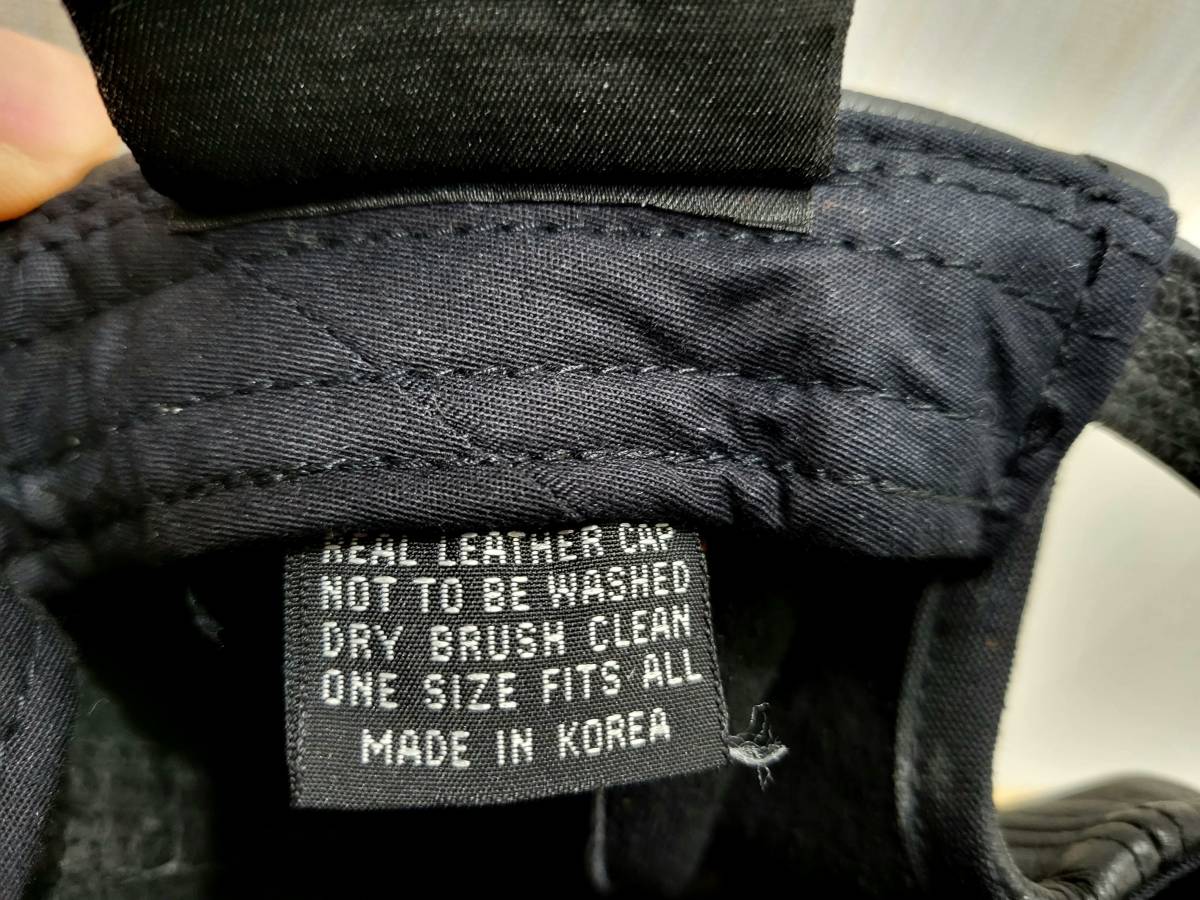 REAL LEATHER CAP
NOT TO BE WASHED
DRY BRUSH CLEAN
ONE SIZE FITS ALL
MADE IN KOREA